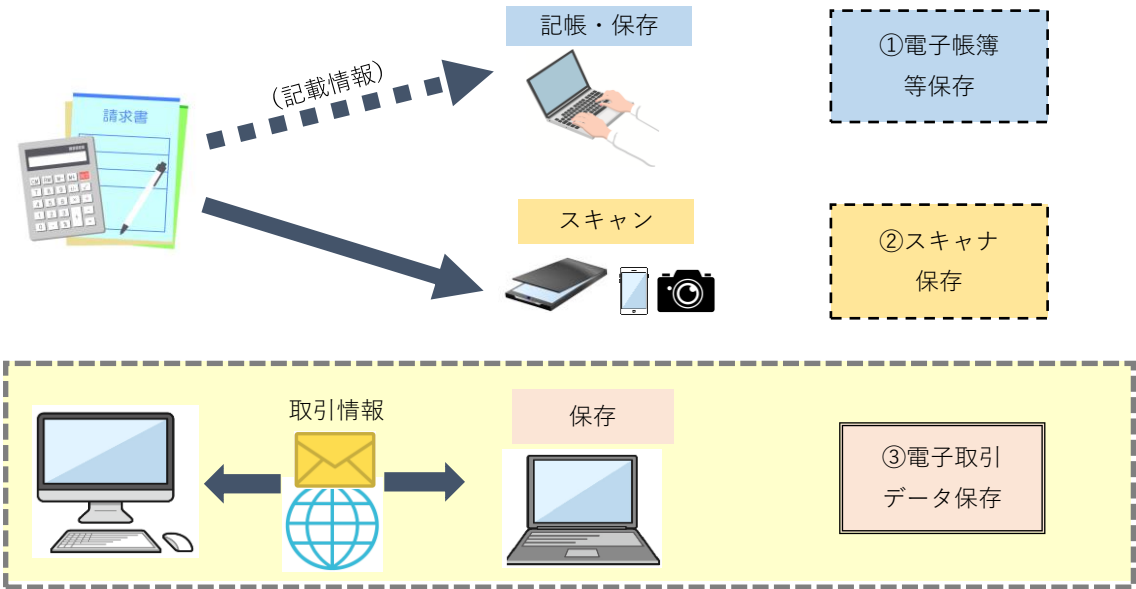 記帳・保存
①電子帳簿
等保存
(記載情報)
請求書
スキャン
②スキャナ
保存
取引情報
保存
③電子取引
データ保存